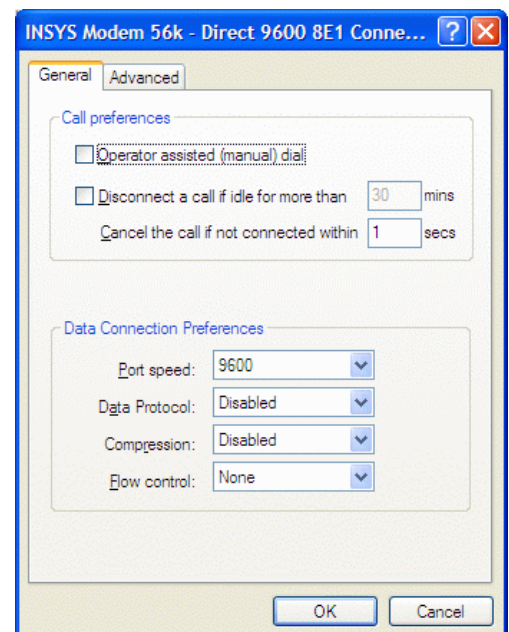 INSYS Modem 56k - Direct 9600 8E1 Conne...
General Advanced
Call preferences
Operator assisted (manual) dial
Disconnect a call if idle for more than 30 mins
Cancel the call if not connected within 1 secs
Data Connection Preferences
Port speed: 9600
Data Protocol: Disabled
Compression: Disabled
Flow control: None
OK Cancel